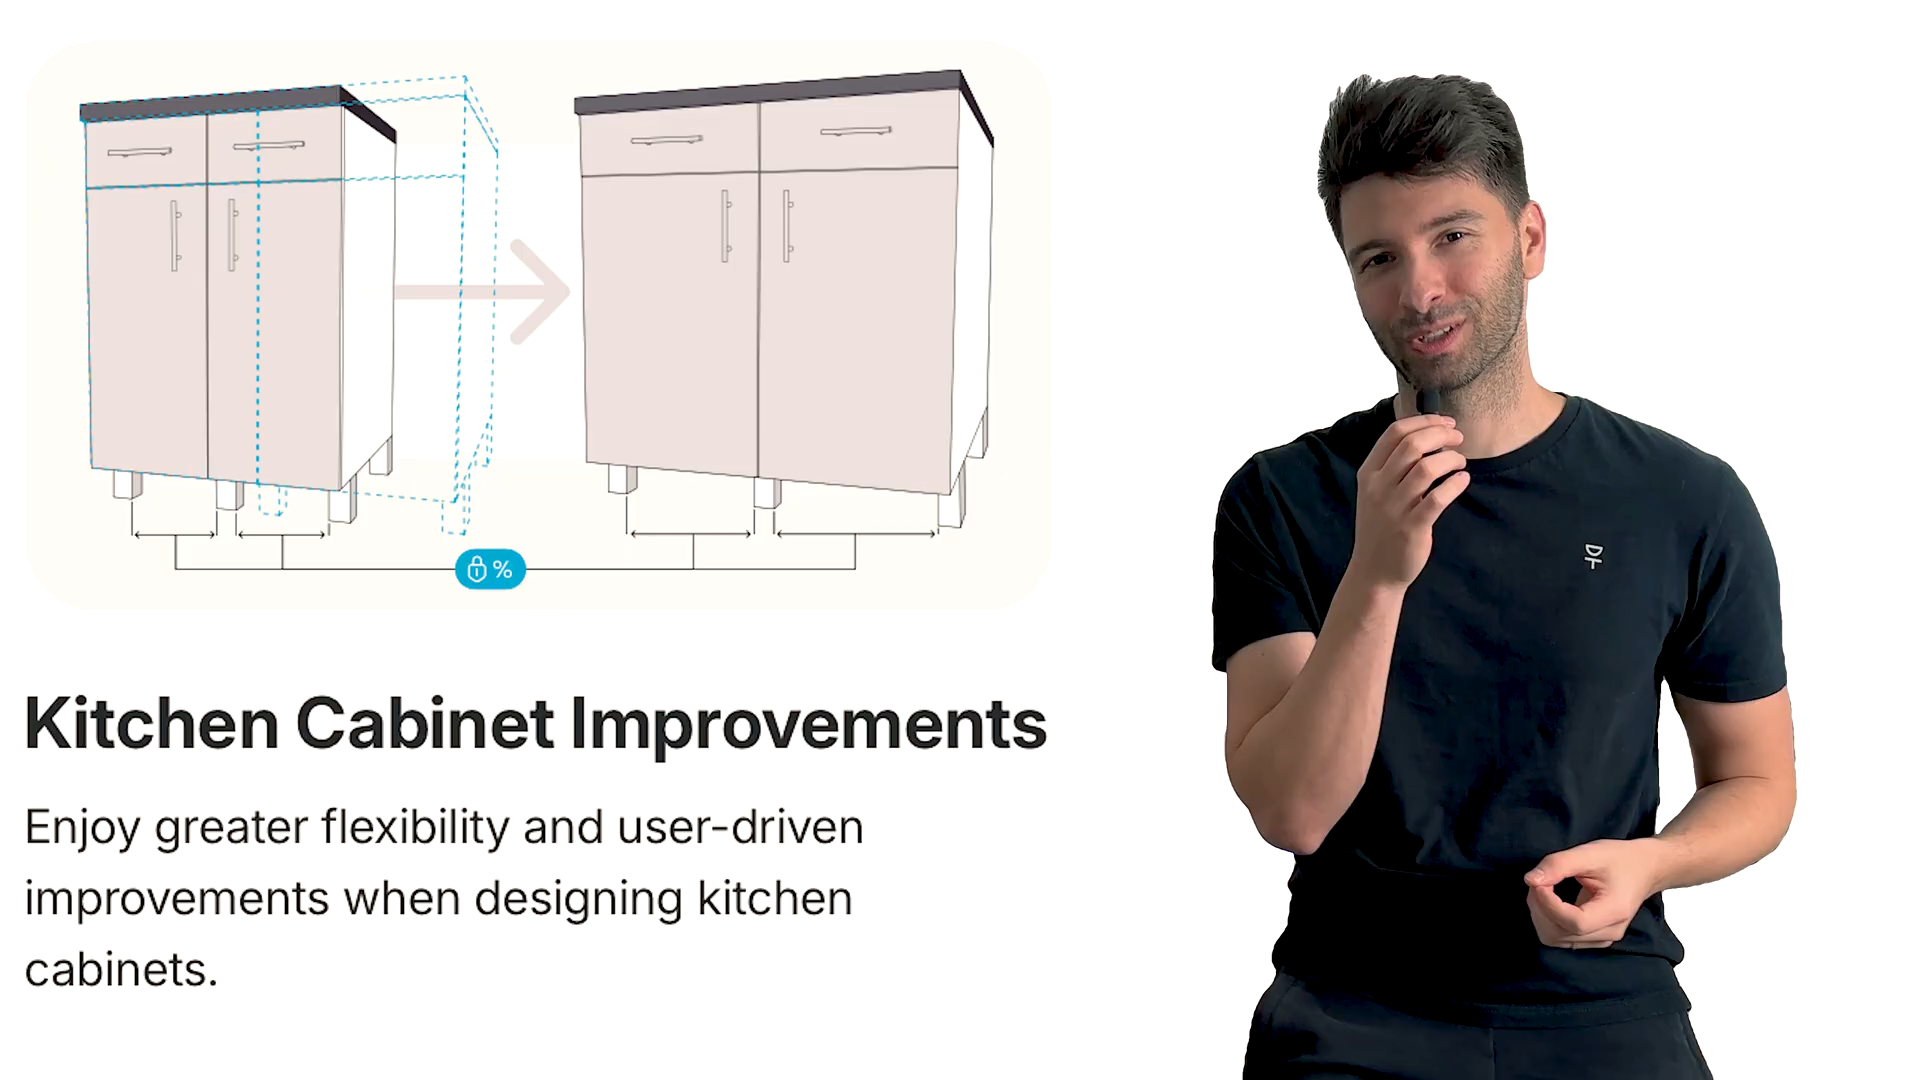 %
Kitchen Cabinet Improvements
Enjoy greater flexibility and user-driven
improvements when designing kitchen
cabinets.